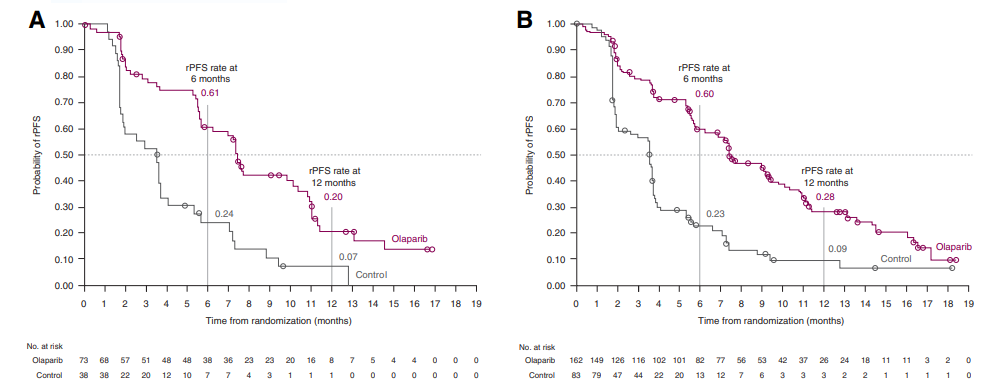 A
1.00
0.90
0.80
0.70
0.60
0.50
0.40
0.30
0.20
0.10
0.00
Probability of rPFS
rPFS rate at
6 months
0.61
rPFS rate at
12 months
0.20
0.24
0.07
Olaparib
Control
0 1 2 3 4 5 6 7 8 9 10 11 12 13 14 15 16 17 18 19
Time from randomization (months)
No. at risk
Olaparib 73 68 57 51 48 48 38 36 23 23 20 16 8 7 5 4 4 0 0 0
Control 38 38 22 20 12 10 7 7 4 3 1 1 1 0 0 0 0 0 0 0
B
1.00
0.90
0.80
0.70
0.60
0.50
0.40
0.30
0.20
0.10
0.00
Probability of rPFS
rPFS rate at
6 months
0.60
rPFS rate at
12 months
0.28
0.23
0.09
Olaparib
Control
0 1 2 3 4 5 6 7 8 9 10 11 12 13 14 15 16 17 18 19
Time from randomization (months)
No. at risk
Olaparib 162 149 126 116 102 101 82 77 56 53 42 37 26 24 18 11 11 3 2 0
Control 83 79 47 44 22 20 13 12 7 6 3 3 3 2 2 1 1 1 1 0